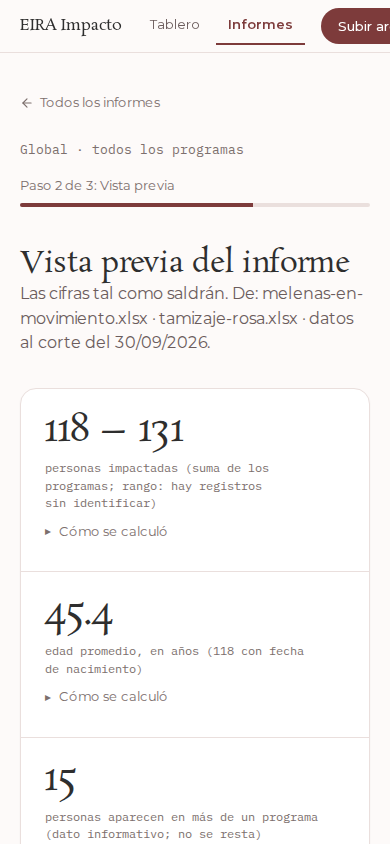 EIRA Impacto Tablero Informes Subir ar
← Todos los informes
Global · todos los programas
Paso 2 de 3: Vista previa
Vista previa del informe
Las cifras tal como saldrán. De: melenas-en-
movimiento.xlsx · tamizaje-rosa.xlsx · datos
al corte del 30/09/2026.
118 – 131
personas impactadas (suma de los
programas; rango: hay registros
sin identificar)
▸ Cómo se calculó
45.4
edad promedio, en años (118 con fecha
de nacimiento)
▸ Cómo se calculó
15
personas aparecen en más de un programa
(dato informativo; no se resta)